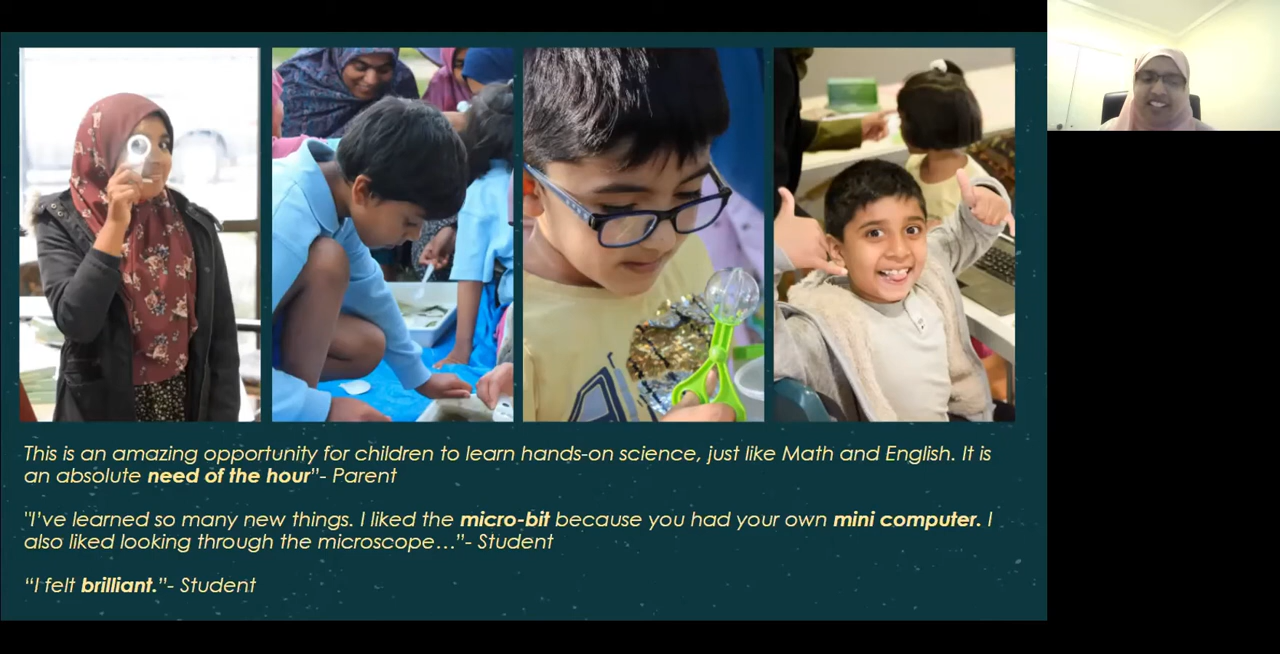 This is an amazing opportunity for children to learn hands-on science, just like Math and English. It is
an absolute need of the hour"- Parent
"I've learned so many new things. I liked the micro-bit because you had your own mini computer. I
also liked looking through the microscope…"- Student
“I felt brilliant.”- Student